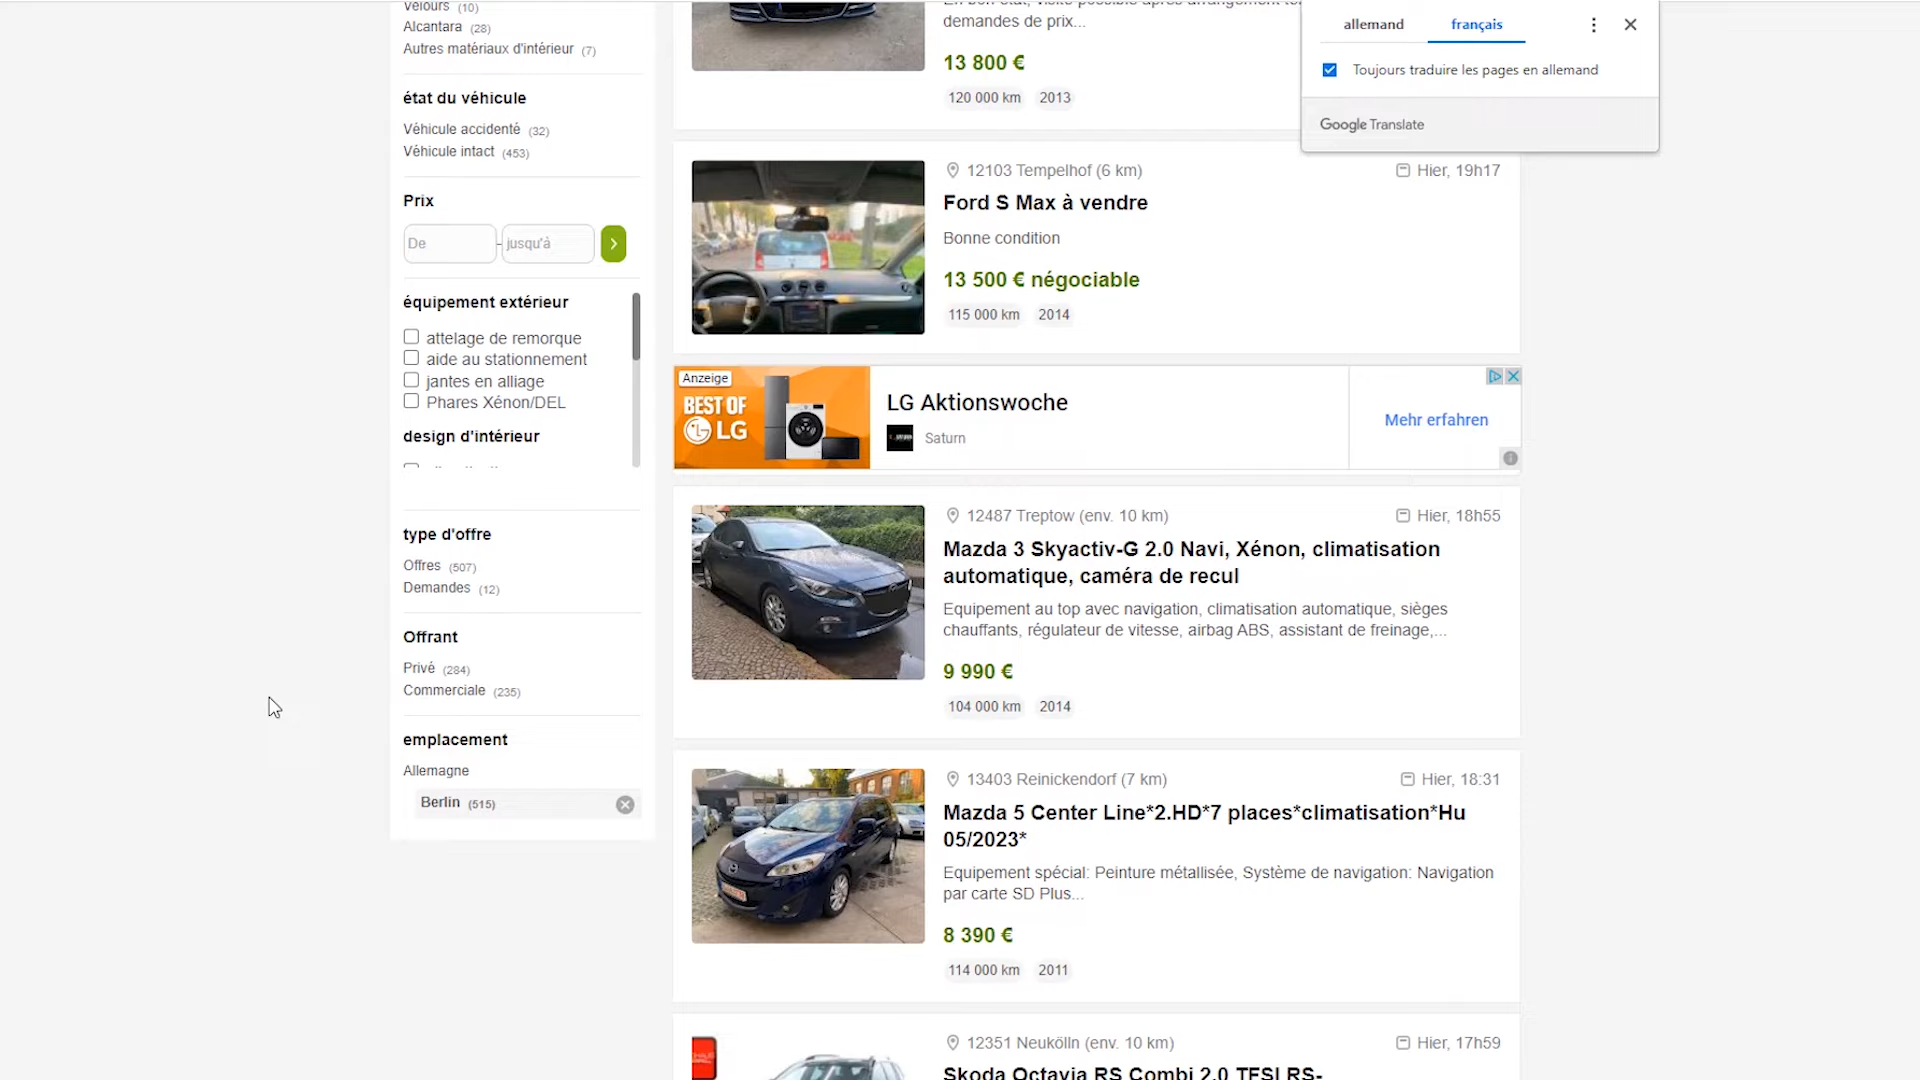 Velours (10)
Alcantara (28)
Autres matériaux d'intérieur (7)
état du véhicule
Véhicule accidenté (32)
Véhicule intact (453)
Prix
De - jusqu'à
équipement extérieur
attelage de remorque
aide au stationnement
jantes en alliage
Phares Xénon/DEL
design d'intérieur
type d'offre
Offres (507)
Demandes (12)
Offrant
Privé (284)
Commerciale (235)
emplacement
Allemagne
Berlin (515)
demandes de prix...
13 800 €
120 000 km 2013
allemand français
Toujours traduire les pages en allemand
Google Translate
12103 Tempelhof (6 km) Hier, 19h17
Ford S Max à vendre
Bonne condition
13 500 € négociable
115 000 km 2014
Anzeige
BEST OF
LG
LG Aktionswoche
Saturn
Mehr erfahren
12487 Treptow (env. 10 km) Hier, 18h55
Mazda 3 Skyactiv-G 2.0 Navi, Xénon, climatisation
automatique, caméra de recul
Equipement au top avec navigation, climatisation automatique, sièges
chauffants, régulateur de vitesse, airbag ABS, assistant de freinage,...
9 990 €
104 000 km 2014
13403 Reinickendorf (7 km) Hier, 18:31
Mazda 5 Center Line*2.HD*7 places*climatisation*Hu
05/2023*
Equipement spécial: Peinture métallisée, Système de navigation: Navigation
par carte SD Plus...
8 390 €
114 000 km 2011
12351 Neukölln (env. 10 km) Hier, 17h59
Skoda Octavia RS Combi 2.0 TFSI RS-